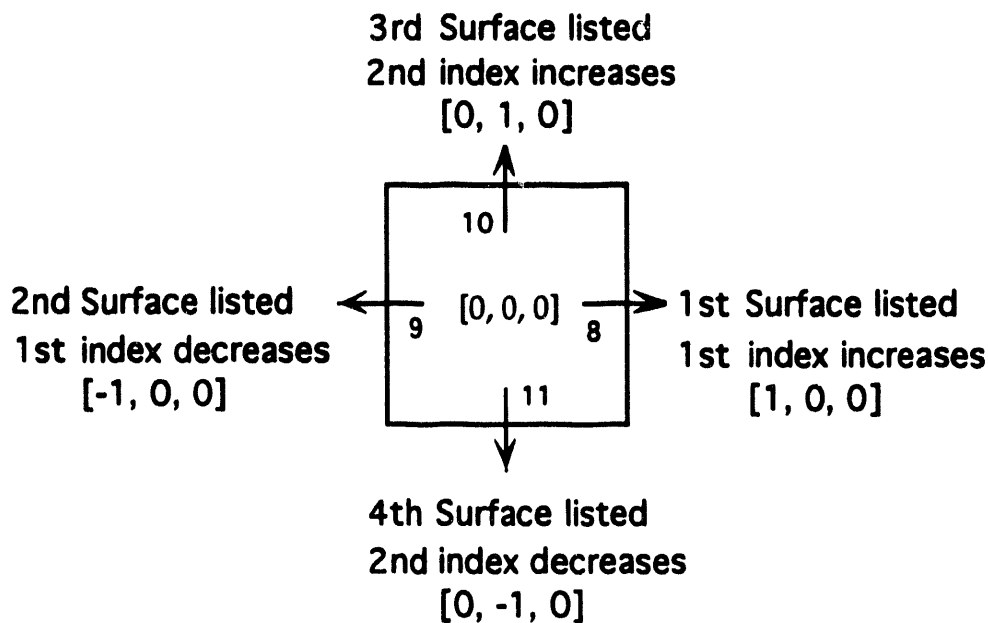 3rd Surface listed
2nd index increases
[0, 1, 0]
10
2nd Surface listed
1st index decreases
[-1, 0, 0]
9
[0, 0, 0]
8
1st Surface listed
1st index increases
[1, 0, 0]
11
4th Surface listed
2nd index decreases
[0, -1, 0]